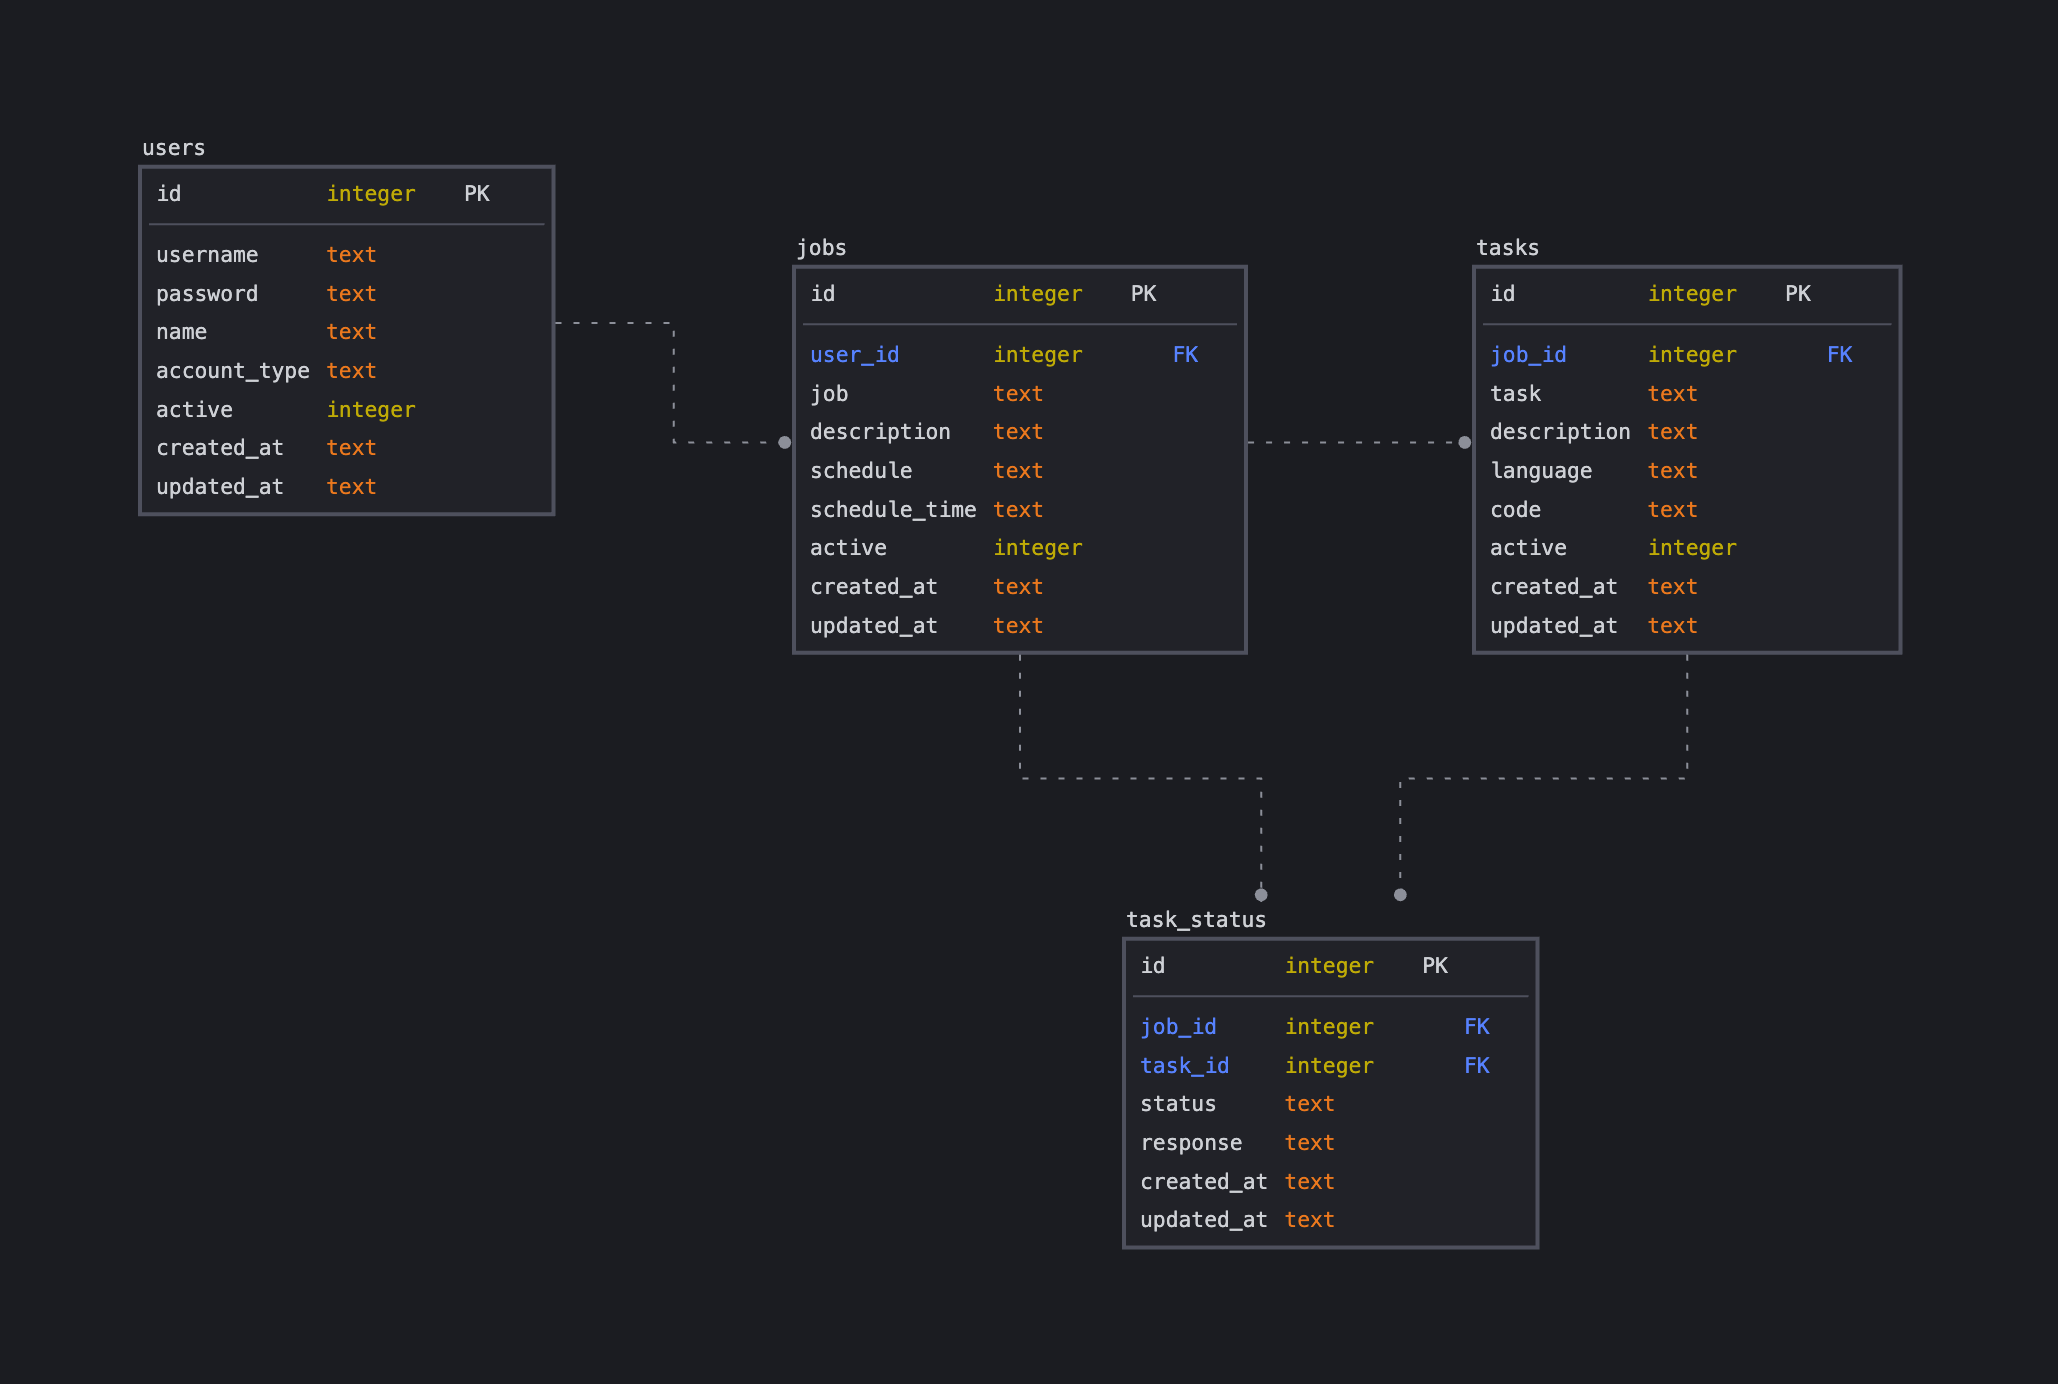 users
id integer PK
username text
password text
name text
account_type text
active integer
created_at text
updated_at text
jobs
id integer PK
user_id integer FK
job text
description text
schedule text
schedule_time text
active integer
created_at text
updated_at text
tasks
id integer PK
job_id integer FK
task text
description text
language text
code text
active integer
created_at text
updated_at text
task_status
id integer PK
job_id integer FK
task_id integer FK
status text
response text
created_at text
updated_at text